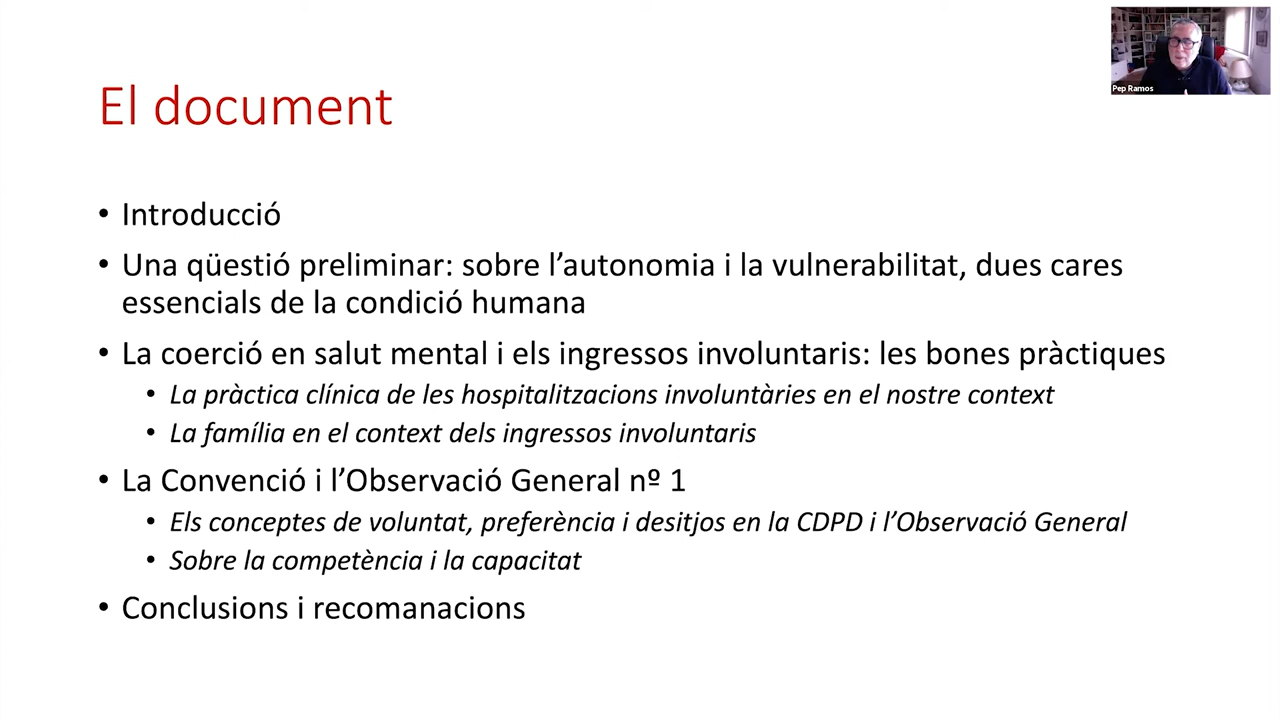 El document
• Introducció
• Una qüestió preliminar: sobre l’autonomia i la vulnerabilitat, dues cares
essencials de la condició humana
• La coerció en salut mental i els ingressos involuntaris: les bones pràctiques
• La pràctica clínica de les hospitalitzacions involuntàries en el nostre context
• La família en el context dels ingressos involuntaris
• La Convenció i l’Observació General nº 1
• Els conceptes de voluntat, preferència i desitjos en la CDPD i l’Observació General
• Sobre la competència i la capacitat
• Conclusions i recomanacions
Pep Ramos